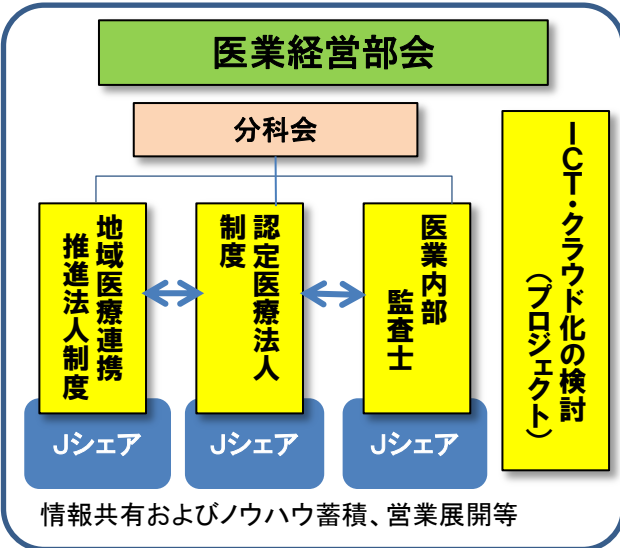 医業経営部会
分科会
地域医療連携
推進法人制度
認定医療法人
制度
医業内部
監査士
ICT・クラウド化の検討
(プロジェクト)
Jシェア
Jシェア
Jシェア
情報共有およびノウハウ蓄積、営業展開等